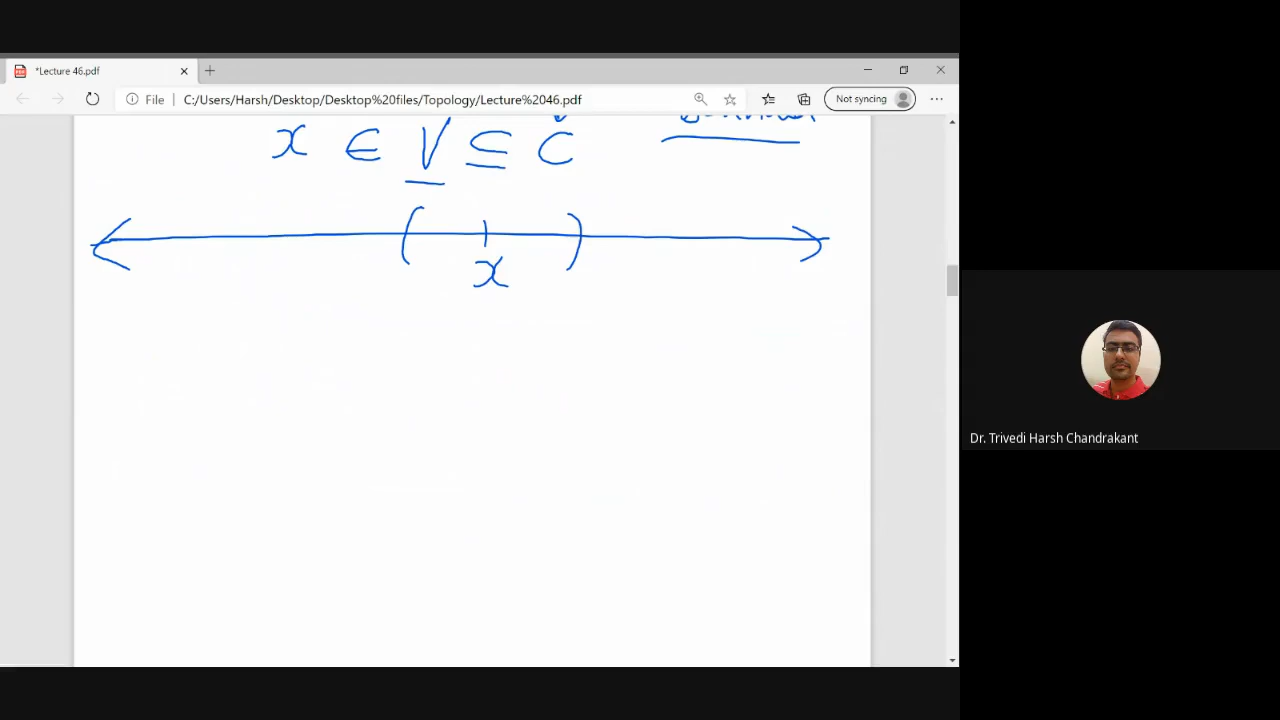 *Lecture 46.pdf
File | C:/Users/Harsh/Desktop/Desktop%20files/Topology/Lecture%2046.pdf
Not syncing
x ∈ V ⊆ C
( x )
Dr. Trivedi Harsh Chandrakant